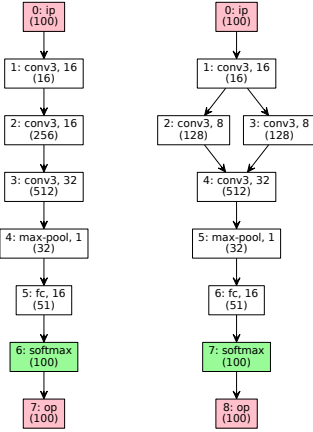 0: ip
(100)
1: conv3, 16
(16)
2: conv3, 16
(256)
3: conv3, 32
(512)
4: max-pool, 1
(32)
5: fc, 16
(51)
6: softmax
(100)
7: op
(100)
0: ip
(100)
1: conv3, 16
(16)
2: conv3, 8
(128)
3: conv3, 8
(128)
4: conv3, 32
(512)
5: max-pool, 1
(32)
6: fc, 16
(51)
7: softmax
(100)
8: op
(100)